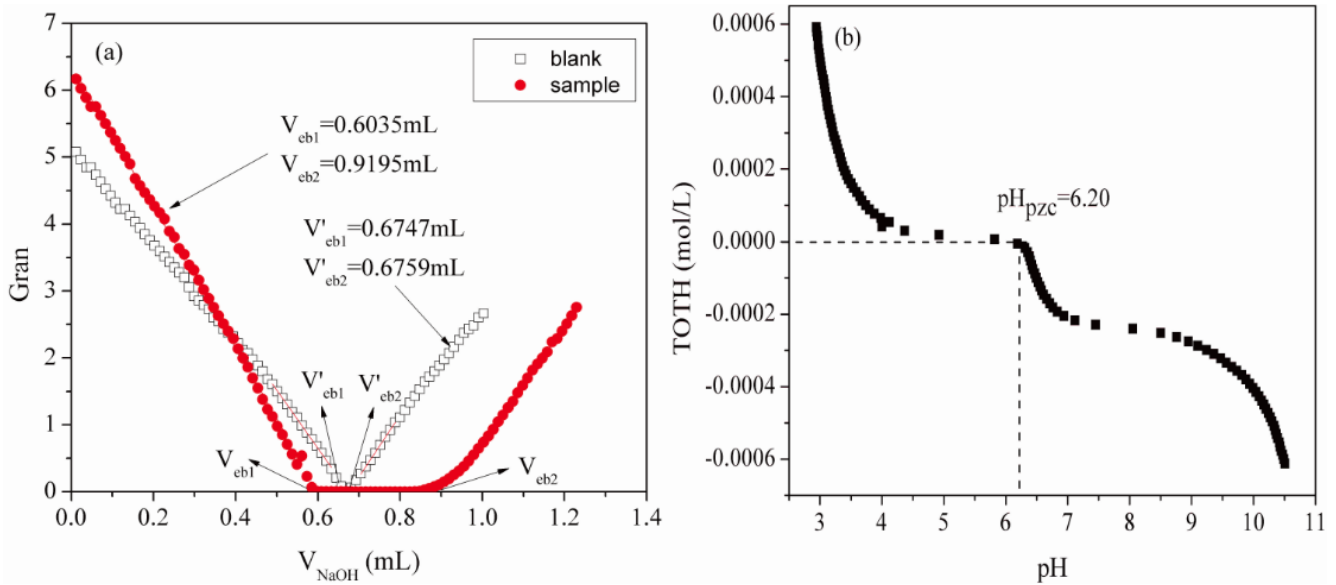 (a)
blank
sample
V_eb1=0.6035mL
V_eb2=0.9195mL
V'_eb1=0.6747mL
V'_eb2=0.6759mL
V'_eb1
V'_eb2
V_eb1
V_eb2
Gran
7
6
5
4
3
2
1
0
0.0 0.2 0.4 0.6 0.8 1.0 1.2 1.4
V_NaOH (mL)
(b)
pH_pzc=6.20
TOTH (mol/L)
0.0006
0.0004
0.0002
0.0000
-0.0002
-0.0004
-0.0006
3 4 5 6 7 8 9 10 11
pH